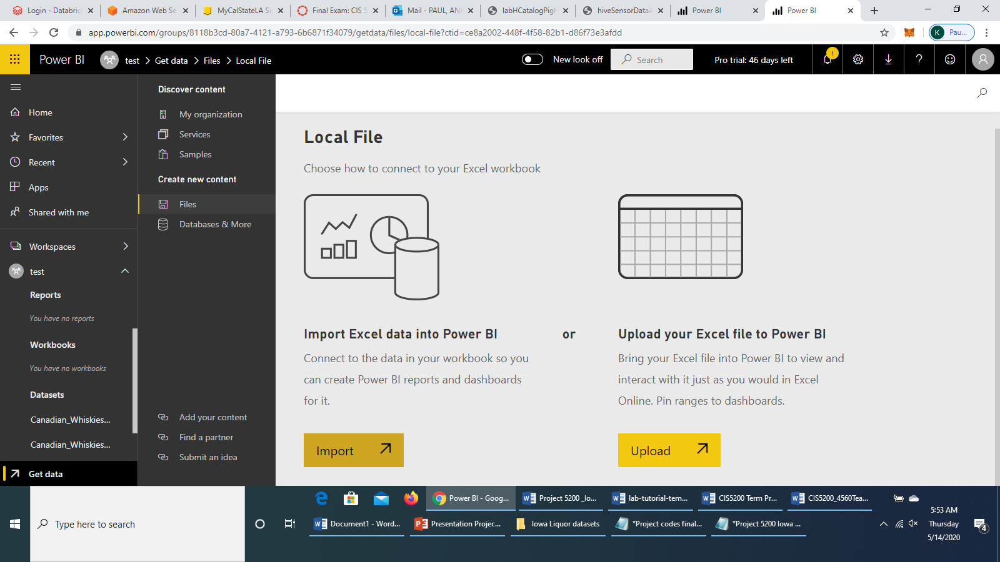 Login - Databric
Amazon Web Se
MyCalStateLA Si
Final Exam: CIS 5
Mail - PAUL, ANI
labHCatalogPigH
hiveSensorDataA
Power BI
Power BI
app.powerbi.com/groups/8118b3cd-80a7-4121-a793-6b6871f34079/getdata/files/local-file?ctid=ce8a2002-448f-4f58-82b1-d86f73e3afdd
K
Pau...
Power BI
test > Get data > Files > Local File
New look off
Search
Pro trial: 46 days left
1
?
Home
Favorites
Recent
Apps
Shared with me
Workspaces
test
Reports
You have no reports
Workbooks
You have no workbooks
Datasets
Canadian_Whiskies...
Canadian_Whiskies...
Get data
Discover content
My organization
Services
Samples
Create new content
Files
Databases & More
Add your content
Find a partner
Submit an idea
Local File
Choose how to connect to your Excel workbook
Import Excel data into Power BI
Connect to the data in your workbook so you
can create Power BI reports and dashboards
for it.
Import
or
Upload your Excel file to Power BI
Bring your Excel file into Power BI to view and
interact with it just as you would in Excel
Online. Pin ranges to dashboards.
Upload
Type here to search
Power BI - Goog...
Project 5200 _Io...
lab-tutorial-tem...
CIS5200 Term Pr...
CIS5200_4560Tea...
Document1 - Word...
Presentation Projec...
Iowa Liquor datasets
*Project codes final...
*Project 5200 Iowa ...
5:53 AM
Thursday
5/14/2020
4